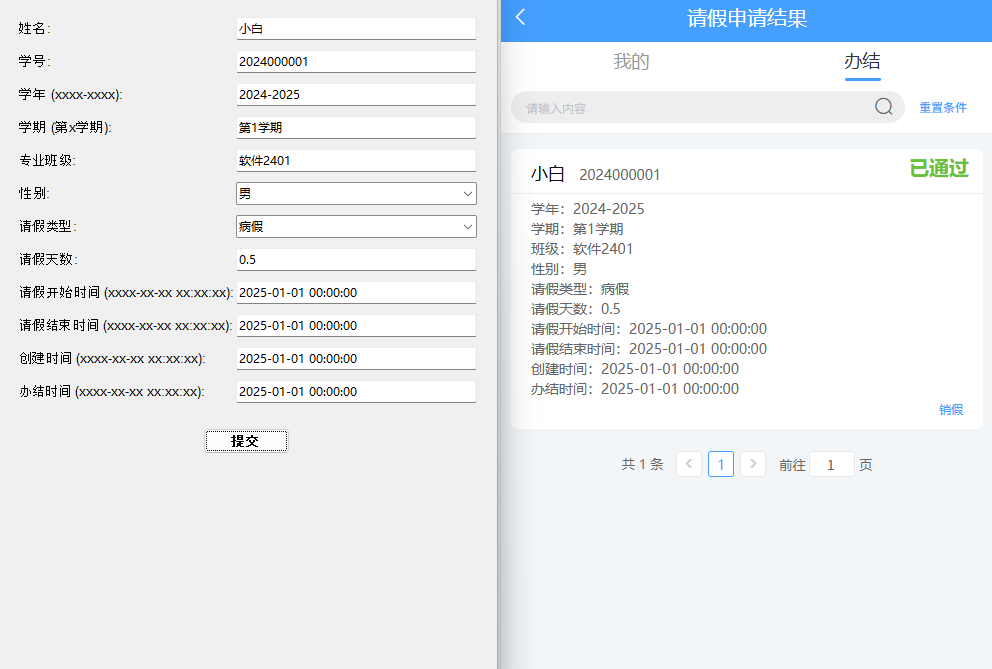 姓名:
小白
学号:
2024000001
学年 (xxxx-xxxx):
2024-2025
学期 (第x学期):
第1学期
专业班级:
软件2401
性别:
男
请假类型:
病假
请假天数:
0.5
请假开始时间 (xxxx-xx-xx xx:xx:xx):
2025-01-01 00:00:00
请假结束时间 (xxxx-xx-xx xx:xx:xx):
2025-01-01 00:00:00
创建时间 (xxxx-xx-xx xx:xx:xx):
2025-01-01 00:00:00
办结时间 (xxxx-xx-xx xx:xx:xx):
2025-01-01 00:00:00
提交
请假申请结果
我的
办结
请输入内容
重置条件
小白 2024000001
已通过
学年：2024-2025
学期：第1学期
班级：软件2401
性别：男
请假类型：病假
请假天数：0.5
请假开始时间：2025-01-01 00:00:00
请假结束时间：2025-01-01 00:00:00
创建时间：2025-01-01 00:00:00
办结时间：2025-01-01 00:00:00
销假
共 1 条 1 前往 1 页